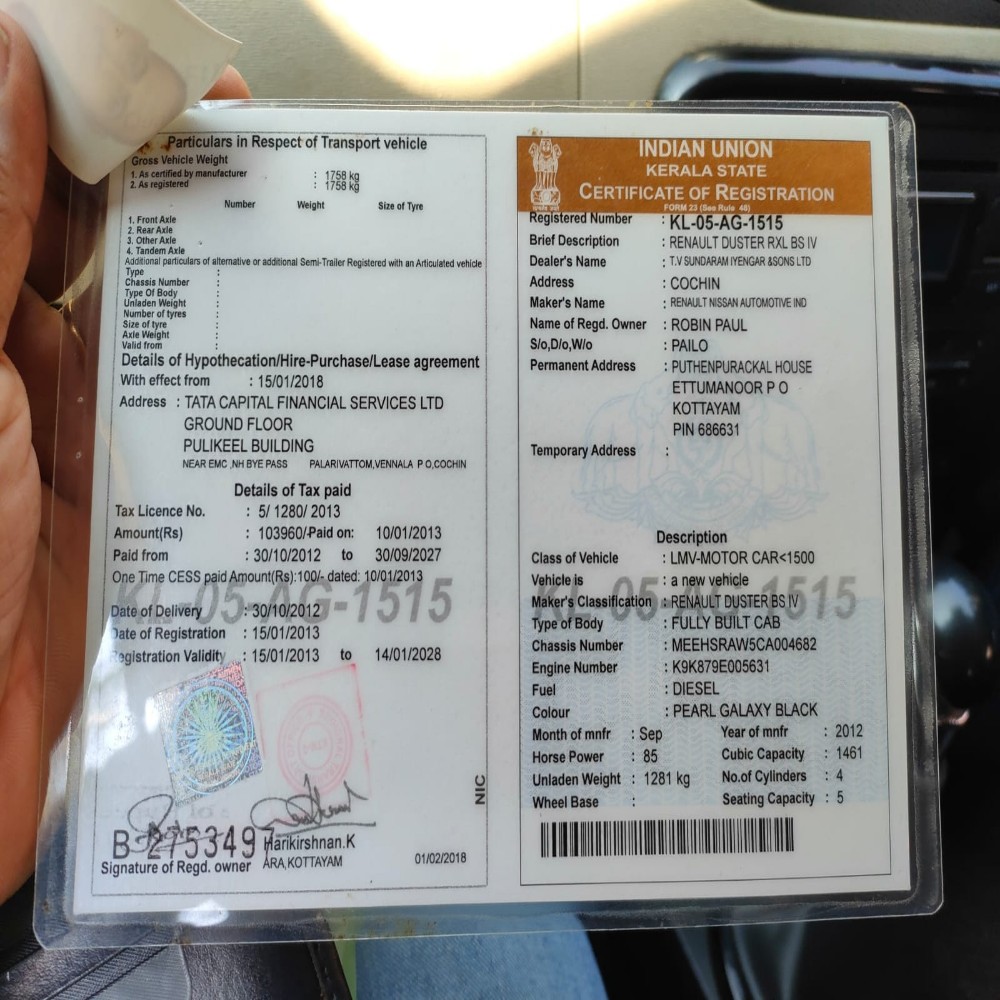 Particulars in Respect of Transport vehicle
Gross Vehicle Weight
1. As certified by manufacturer : 1758 kg
2. As registered : 1758 kg
Number Weight Size of Tyre
1. Front Axle
2. Rear Axle
3. Other Axle
4. Tandem Axle
Additional particulars of alternative or additional Semi-Trailer Registered with an Articulated vehicle
Type :
Chassis Number :
Type Of Body :
Unladen Weight :
Number of tyres :
Size of tyre :
Axle Weight :
Valid from :
Details of Hypothecation/Hire-Purchase/Lease agreement
With effect from : 15/01/2018
Address : TATA CAPITAL FINANCIAL SERVICES LTD
GROUND FLOOR
PULIKEEL BUILDING
NEAR EMC ,NH BYE PASS PALARIVATTOM,VENNALA P O,COCHIN
Details of Tax paid
Tax Licence No. : 5/ 1280/ 2013
Amount(Rs) : 103960/-Paid on: 10/01/2013
Paid from : 30/10/2012 to 30/09/2027
One Time CESS paid Amount(Rs):100/- dated: 10/01/2013
KL-05-AG-1515
Date of Delivery : 30/10/2012
Date of Registration : 15/01/2013
Registration Validity : 15/01/2013 to 14/01/2028
NIC
B 2753497
Harikirshnan.K
Signature of Regd. owner ARA,KOTTAYAM 01/02/2018
INDIAN UNION
KERALA STATE
CERTIFICATE OF REGISTRATION
FORM 23 (See Rule 48)
Registered Number : KL-05-AG-1515
Brief Description : RENAULT DUSTER RXL BS IV
Dealer's Name : T.V SUNDARAM IYENGAR &SONS LTD
Address : COCHIN
Maker's Name : RENAULT NISSAN AUTOMOTIVE IND
Name of Regd. Owner : ROBIN PAUL
S/o,D/o,W/o : PAILO
Permanent Address : PUTHENPURACKAL HOUSE
ETTUMANOOR P O
KOTTAYAM
PIN 686631
Temporary Address :
Description
Class of Vehicle : LMV-MOTOR CAR<1500
Vehicle is : a new vehicle
KL-05-AG-1515
Maker's Classification : RENAULT DUSTER BS IV
Type of Body : FULLY BUILT CAB
Chassis Number : MEEHSRAW5CA004682
Engine Number : K9K879E005631
Fuel : DIESEL
Colour : PEARL GALAXY BLACK
Month of mnfr : Sep Year of mnfr : 2012
Horse Power : 85 Cubic Capacity : 1461
Unladen Weight : 1281 kg No.of Cylinders : 4
Wheel Base : Seating Capacity : 5